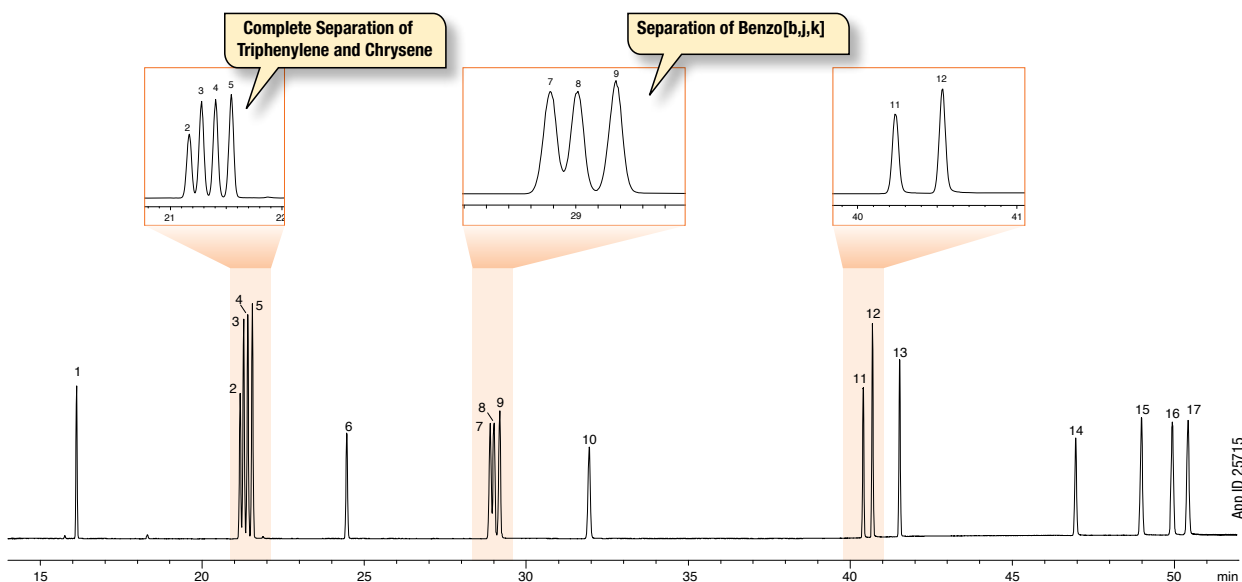 Complete Separation of
Triphenylene and Chrysene
Separation of Benzo[b,j,k]
2 3 4 5
21 22
7 8 9
29
11 12
40 41
1
2 3 4 5
6
7 8 9
10
11 12
13
14
15
16
17
15 20 25 30 35 40 45 50 min
App ID 25715